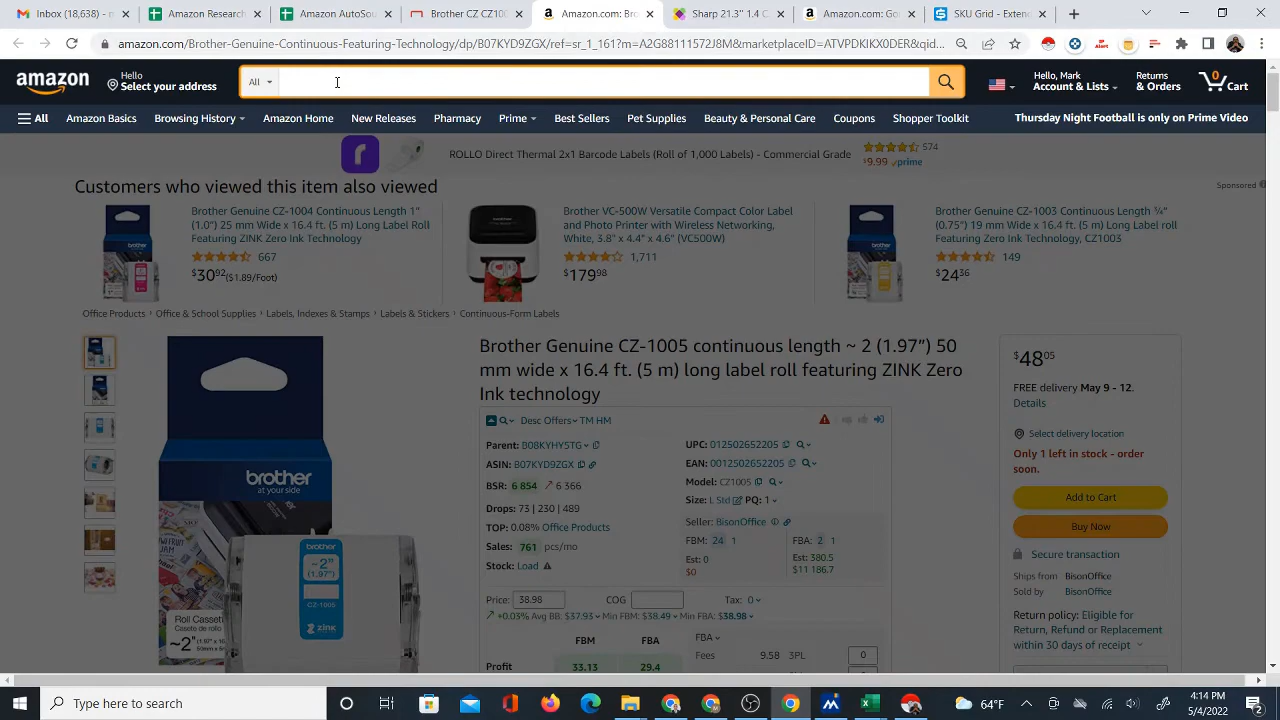 Inbox (18,638) - m
Amazon Research
Amazon AutoSou
Brother CZ CZ100
Amazon.com: Bro
Sharp 21.3" 1.4 C
Amazon.com: Go
SKU Grid - Extens
amazon.com/Brother-Genuine-Continuous-Featuring-Technology/dp/B07KYD9ZGX/ref=sr_1_161?m=A2G88111572J8M&marketplaceID=ATVPDKIKX0DER&qid...
amazon
Hello
Select your address
All
Hello, Mark
Account & Lists
Returns
& Orders
0
Cart
All
Amazon Basics
Browsing History
Amazon Home
New Releases
Pharmacy
Prime
Best Sellers
Pet Supplies
Beauty & Personal Care
Coupons
Shopper Toolkit
Thursday Night Football is only on Prime Video
ROLLO Direct Thermal 2x1 Barcode Labels (Roll of 1,000 Labels) - Commercial Grade
574
$9.99 prime
Customers who viewed this item also viewed
Sponsored
Brother Genuine CZ-1004 Continuous Length 1"
(1.0") 25 mm Wide x 16.4 ft. (5 m) Long Label Roll
Featuring ZINK Zero Ink Technology
667
$30 92 ($1.89/Foot)
Brother VC-500W Versatile Compact Color Label
and Photo Printer with Wireless Networking,
White, 3.8" x 4.4" x 4.6" (VC500W)
1,711
$179 98
Brother Genuine CZ-1003 Continuous Length ¾"
(0.75") 19 mm Wide x 16.4 ft. (5 m) Long Label roll
Featuring Zero Ink Technology, CZ1003
149
$24 36
Office Products › Office & School Supplies › Labels, Indexes & Stamps › Labels & Stickers › Continuous-Form Labels
brother
at your side
brother
~2"
(1.97")
CZ-1005
zink
Roll Cassett
~2"
Brother Genuine CZ-1005 continuous length ~ 2 (1.97") 50
mm wide x 16.4 ft. (5 m) long label roll featuring ZINK Zero
Ink technology
Desc Offers TM HM
Parent: B08KYHY5TG
ASIN: B07KYD9ZGX
BSR: 6 854 6 366
Drops: 73 | 230 | 489
TOP: 0.08% Office Products
Sales: 761 pcs/mo
Stock: Load
UPC: 012502652205
EAN: 0012502652205
Model: CZ1005
Size: L Std PQ: 1
Seller: BisonOffice
FBM: 24 1
FBA: 2 1
Est: 0
$0
Est: 380.5
$11 186,7
Price: 38.98
COG
Tax: 0
+0.03% Avg BB: $37.93 Min FBM: $38.49 Min FBA: $38.98
FBM
FBA
Profit
33.13
29.4
FBA
Fees
9.58
3PL
0
$48 05
FREE delivery May 9 - 12.
Details
Select delivery location
Only 1 left in stock - order
soon.
Add to Cart
Buy Now
Secure transaction
Ships from BisonOffice
Sold by BisonOffice
Return policy: Eligible for
Return, Refund or Replacement
within 30 days of receipt
Type here to search
64°F
4:14 PM
5/4/2022
2